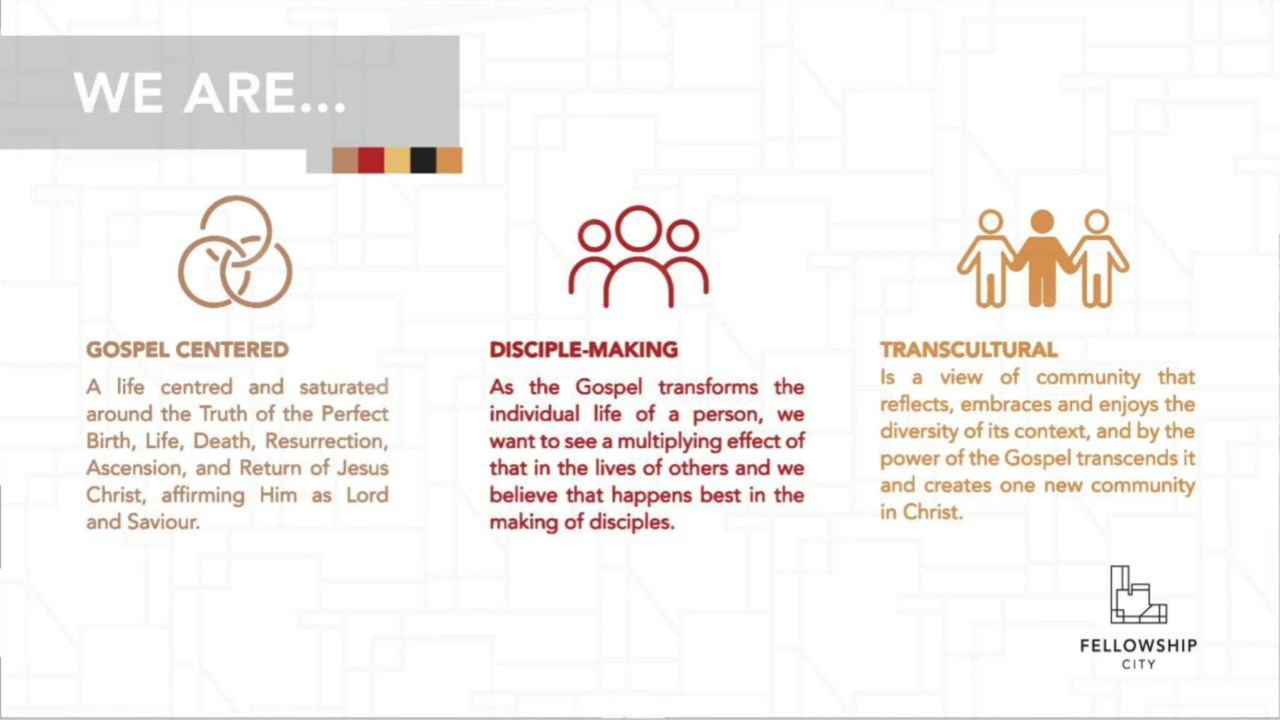 WE ARE...
GOSPEL CENTERED
A life centred and saturated
around the Truth of the Perfect
Birth, Life, Death, Resurrection,
Ascension, and Return of Jesus
Christ, affirming Him as Lord
and Saviour.
DISCIPLE-MAKING
As the Gospel transforms the
individual life of a person, we
want to see a multiplying effect of
that in the lives of others and we
believe that happens best in the
making of disciples.
TRANSCULTURAL
Is a view of community that
reflects, embraces and enjoys the
diversity of its context, and by the
power of the Gospel transcends it
and creates one new community
in Christ.
FELLOWSHIP
CITY